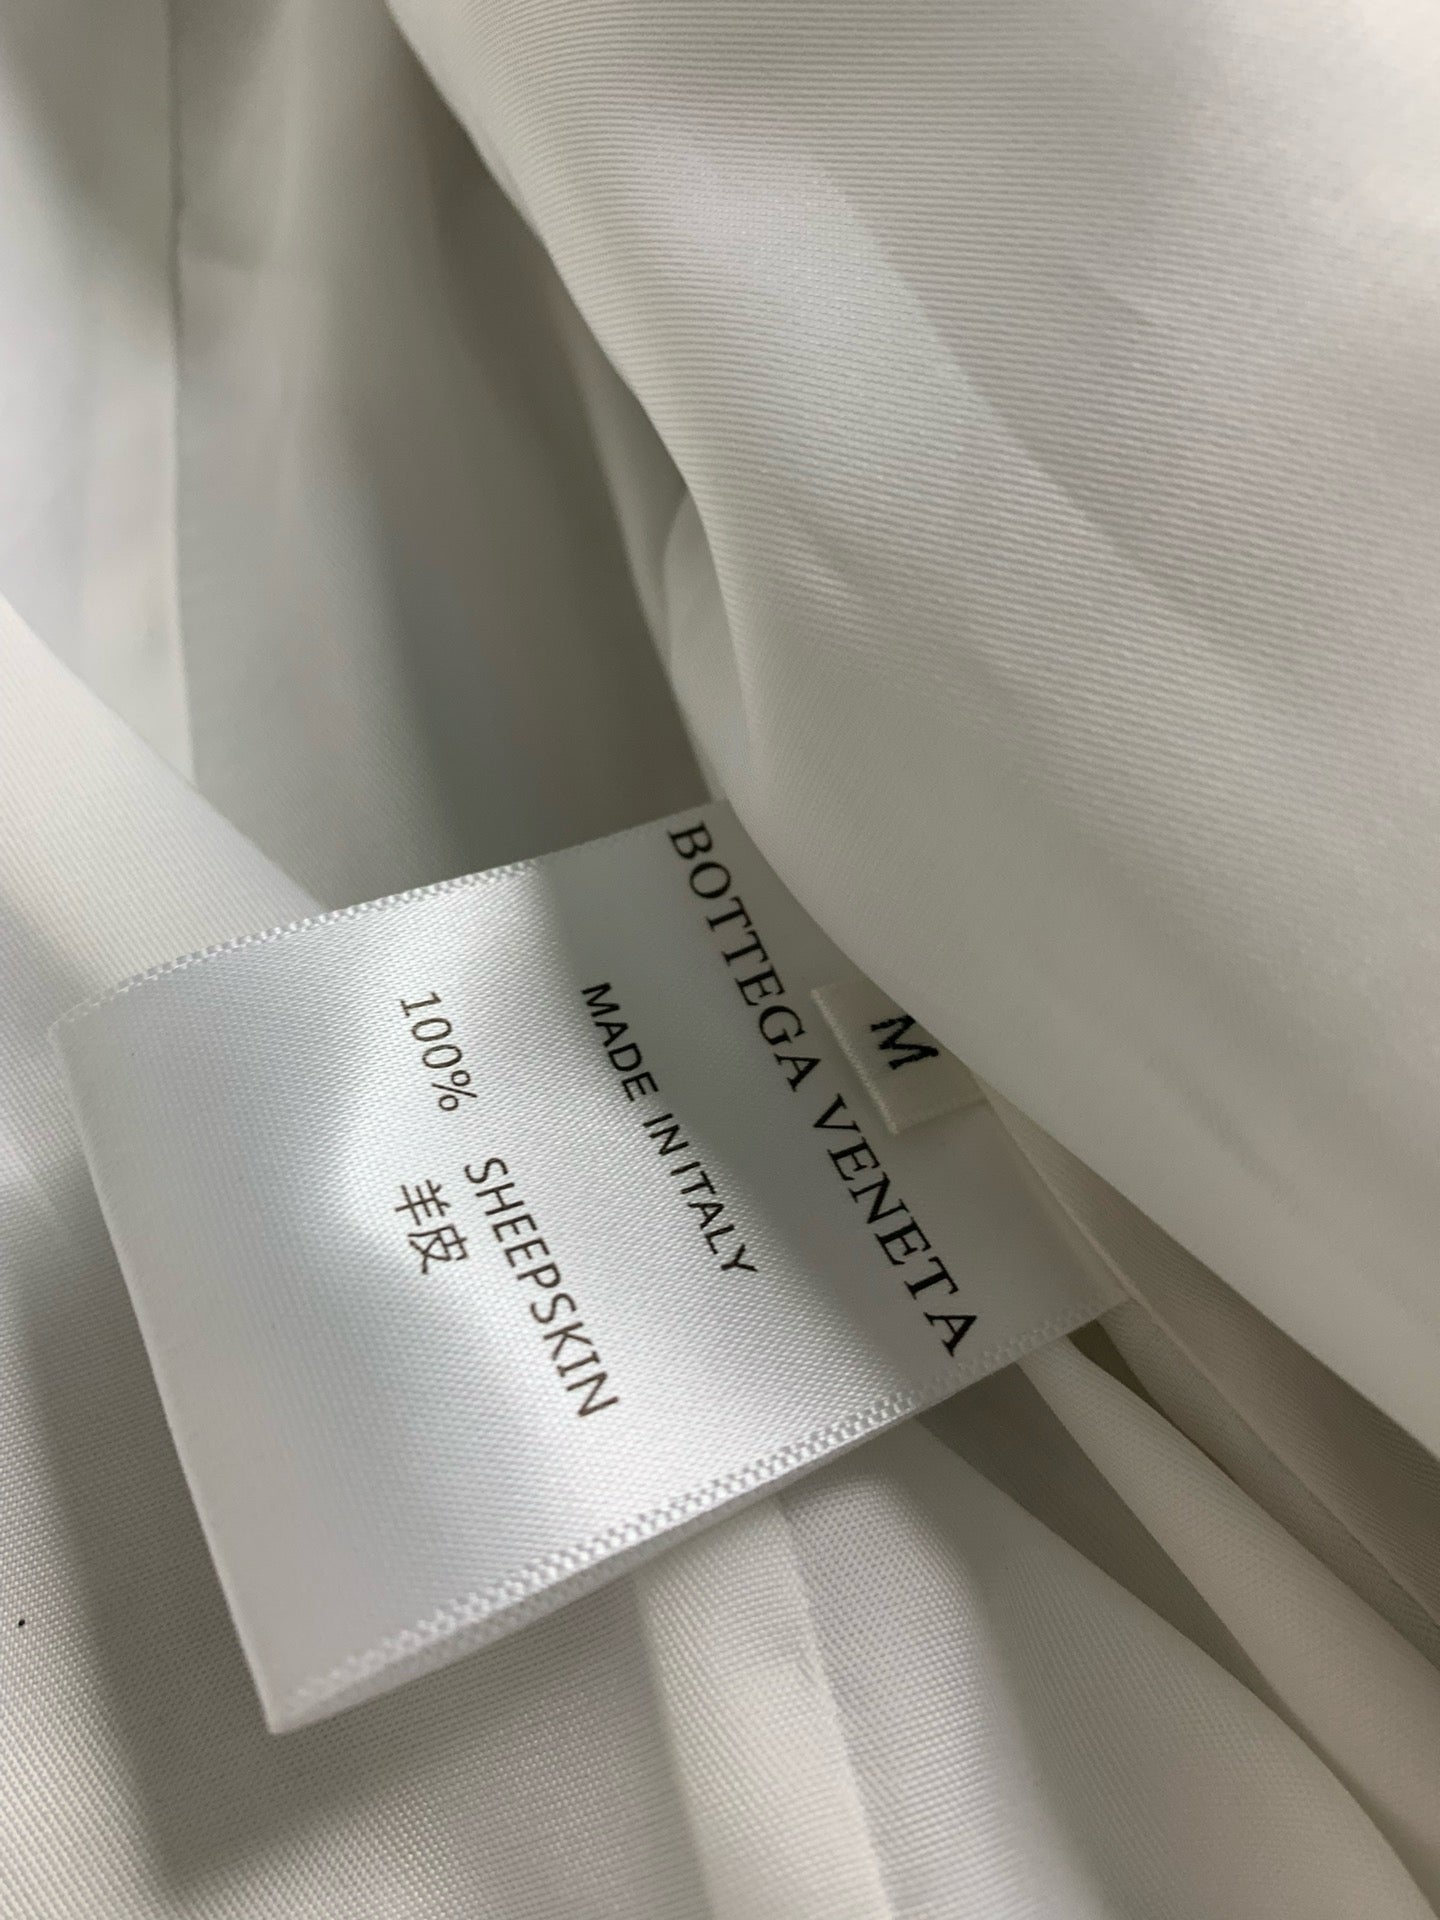 M
BOTTEGA VENETA
MADE IN ITALY
100% SHEEPSKIN
羊皮